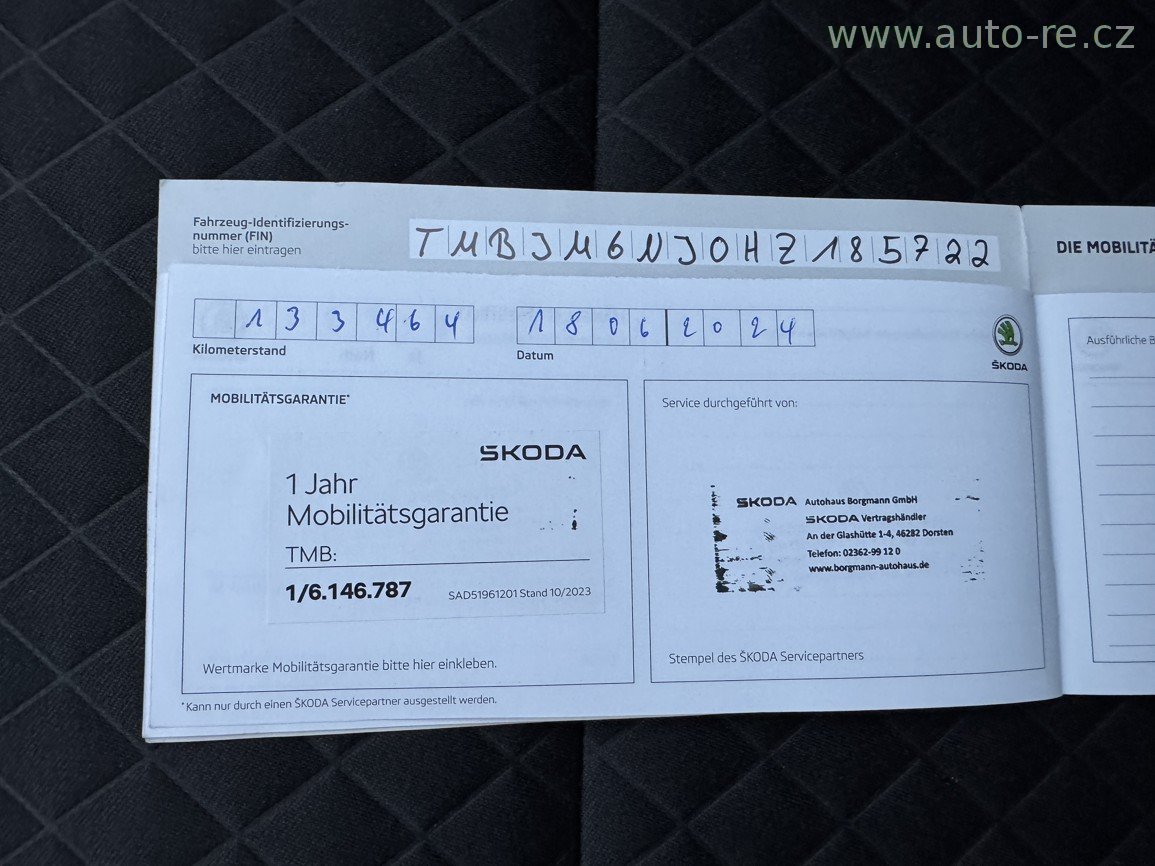 www.auto-re.cz
Fahrzeug-Identifizierungs-
nummer (FIN)
bitte hier eintragen
TMBJM6NJ0HZ185722
DIE MOBILITÄ
133464
18062024
Kilometerstand
Datum
ŠKODA
Ausführliche B
MOBILITÄTSGARANTIE*
Service durchgeführt von:
ŠKODA
1 Jahr
Mobilitätsgarantie
TMB:
1/6.146.787
SAD51961201 Stand 10/2023
ŠKODA Autohaus Borgmann GmbH
ŠKODA Vertragshändler
An der Glashütte 1-4, 46282 Dorsten
Telefon: 02362-99 12 0
www.borgmann-autohaus.de
Wertmarke Mobilitätsgarantie bitte hier einkleben.
Stempel des ŠKODA Servicepartners
*Kann nur durch einen ŠKODA Servicepartner ausgestellt werden.